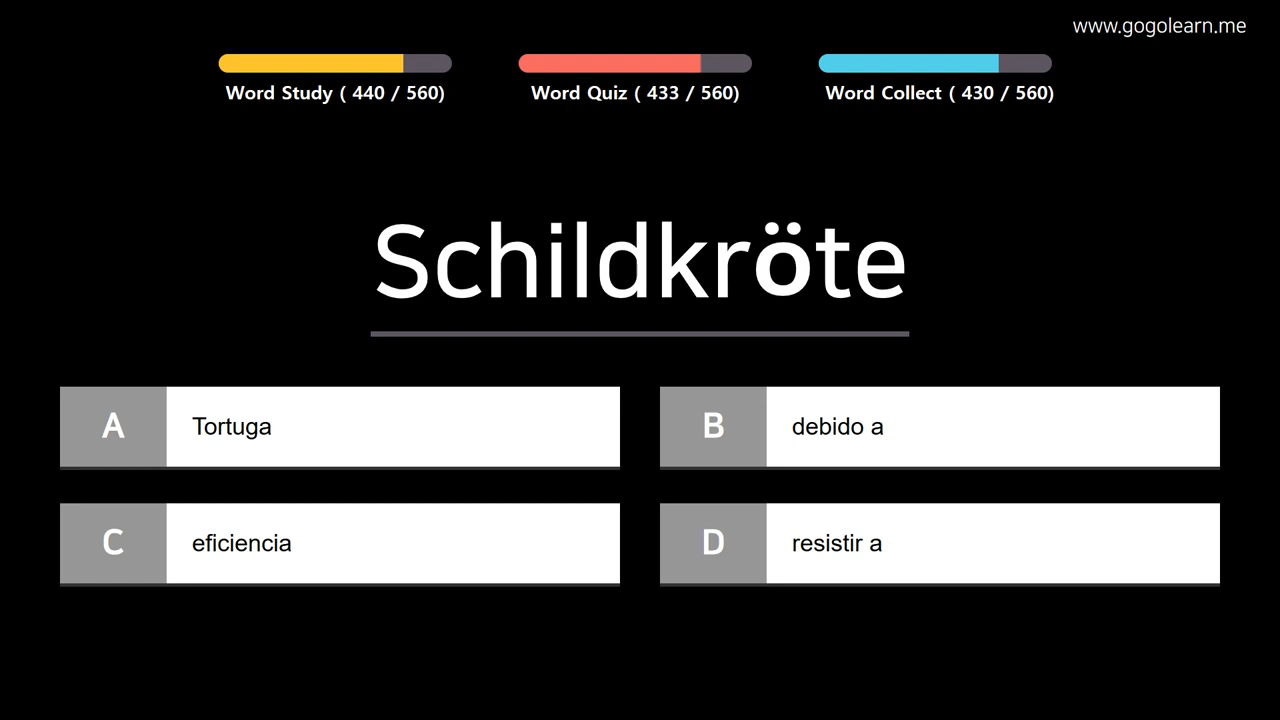 www.gogolearn.me
Word Study ( 440 / 560)
Word Quiz ( 433 / 560)
Word Collect ( 430 / 560)
Schildkröte
A Tortuga
B debido a
C eficiencia
D resistir a